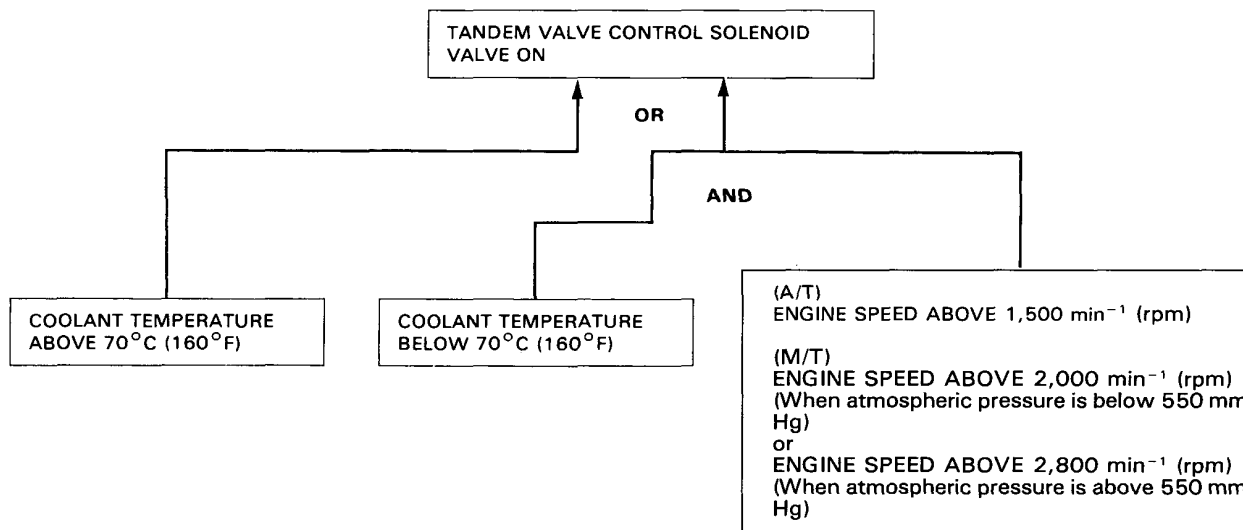 TANDEM VALVE CONTROL SOLENOID
VALVE ON
OR
AND
COOLANT TEMPERATURE
ABOVE 70°C (160°F)
COOLANT TEMPERATURE
BELOW 70°C (160°F)
(A/T)
ENGINE SPEED ABOVE 1,500 min⁻¹ (rpm)
(M/T)
ENGINE SPEED ABOVE 2,000 min⁻¹ (rpm)
(When atmospheric pressure is below 550 mm
Hg)
or
ENGINE SPEED ABOVE 2,800 min⁻¹ (rpm)
(When atmospheric pressure is above 550 mm
Hg)